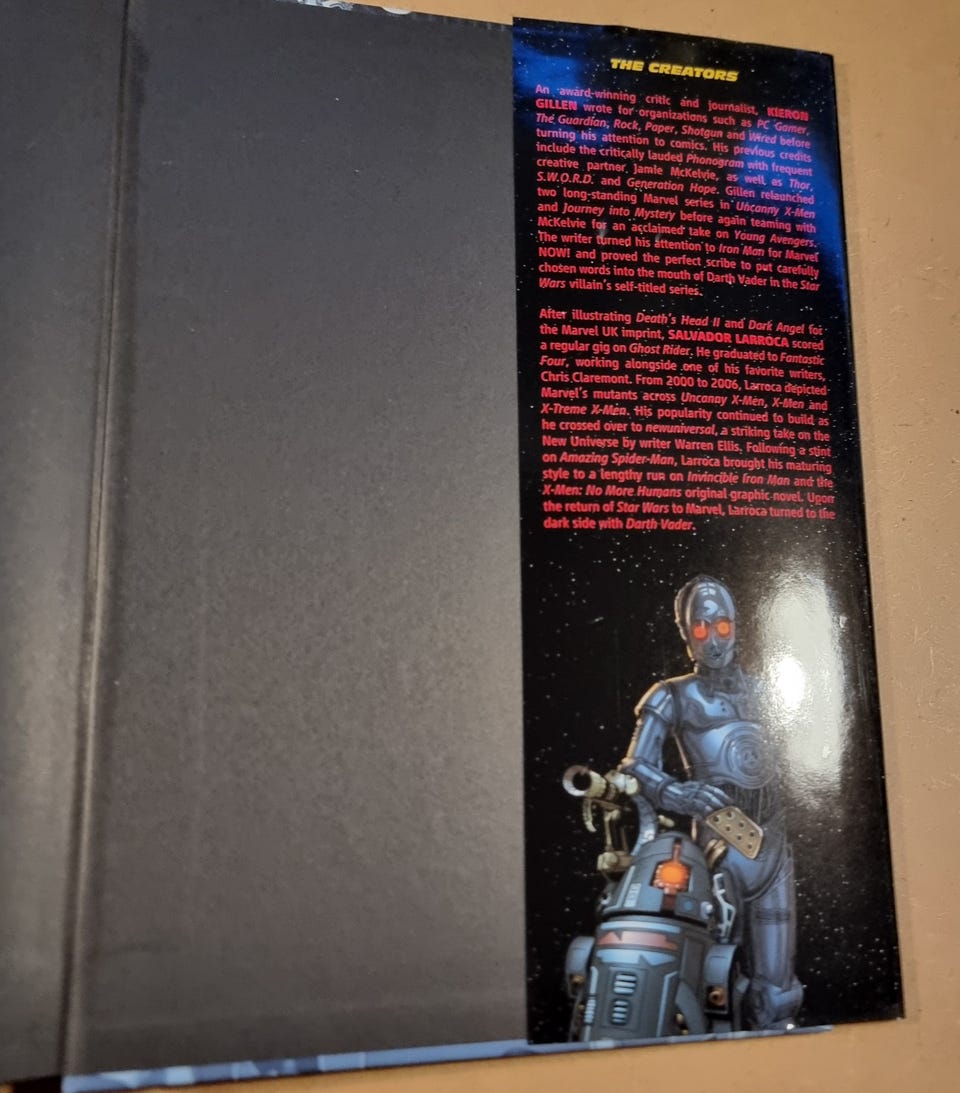 THE CREATORS
An award-winning critic and journalist, KIERON
GILLEN wrote for organizations such as PC Gamer,
The Guardian, Rock, Paper, Shotgun and Wired before
turning his attention to comics. His previous credits
include the critically lauded Phonogram with frequent
creative partner Jamie McKelvie, as well as Thor,
S.W.O.R.D. and Generation Hope. Gillen relaunched
two long-standing Marvel series in Uncanny X-Men
and Journey into Mystery before again teaming with
McKelvie for an acclaimed take on Young Avengers.
The writer turned his attention to Iron Man for Marvel
NOW! and proved the perfect scribe to put carefully
chosen words into the mouth of Darth Vader in the Star
Wars villain's self-titled series.
After illustrating Death's Head II and Dark Angel for
the Marvel UK imprint, SALVADOR LARROCA scored
a regular gig on Ghost Rider. He graduated to Fantastic
Four, working alongside one of his favorite writers,
Chris Claremont. From 2000 to 2006, Larroca depicted
Marvel's mutants across Uncanny X-Men, X-Men and
X-Treme X-Men. His popularity continued to build as
he crossed over to newuniversal, a striking take on the
New Universe by writer Warren Ellis. Following a stint
on Amazing Spider-Man, Larroca brought his maturing
style to a lengthy run on Invincible Iron Man and the
X-Men: No More Humans original graphic novel. Upon
the return of Star Wars to Marvel, Larroca turned to the
dark side with Darth Vader.